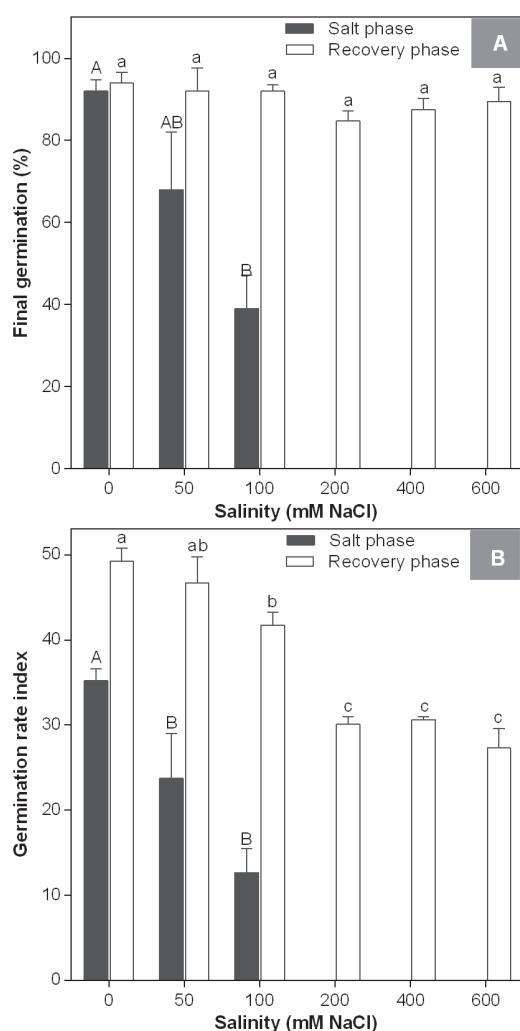 Salt phase
Recovery phase
A
100
80
60
40
20
0
Final germination (%)
A a
AB a
B a
a
a
a
0 50 100 200 400 600
Salinity (mM NaCl)
Salt phase
Recovery phase
B
50
40
30
20
10
0
Germination rate index
A a
B ab
B b
c
c
c
0 50 100 200 400 600
Salinity (mM NaCl)